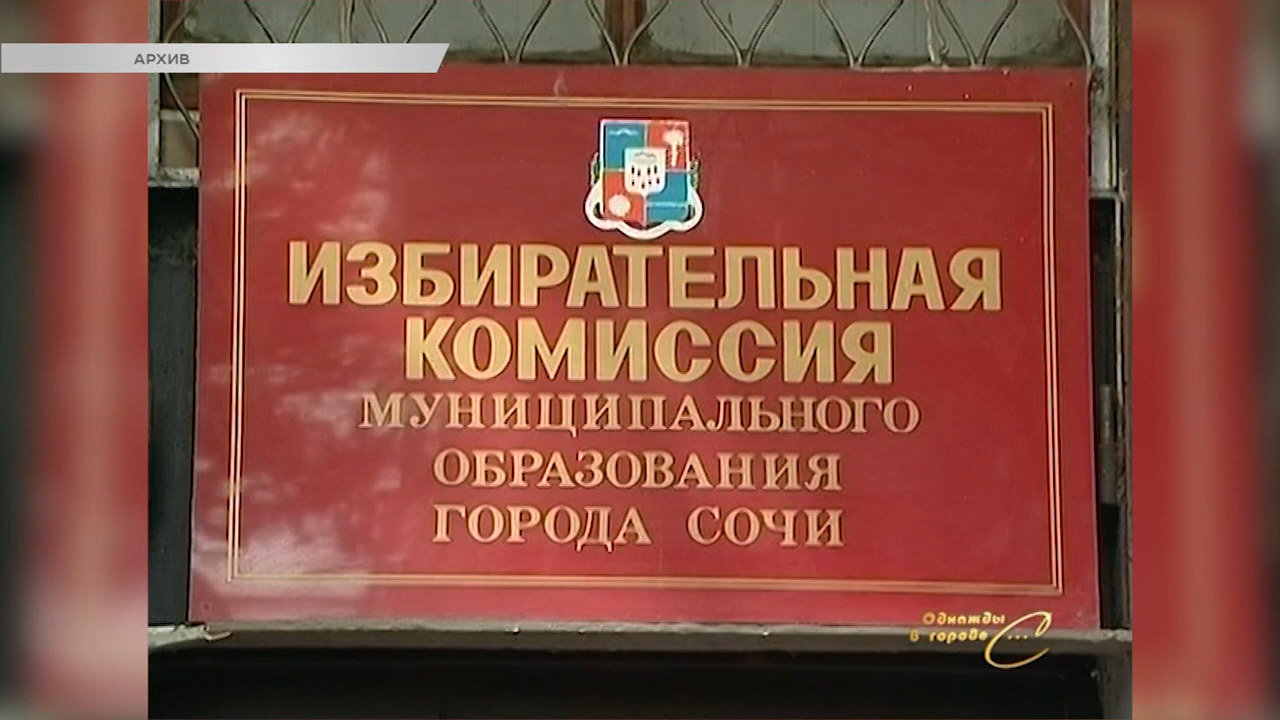 АРХИВ
ИЗБИРАТЕЛЬНАЯ
КОМИССИЯ
МУНИЦИПАЛЬНОГО
ОБРАЗОВАНИЯ
ГОРОДА СОЧИ
Однажды
в городе С...